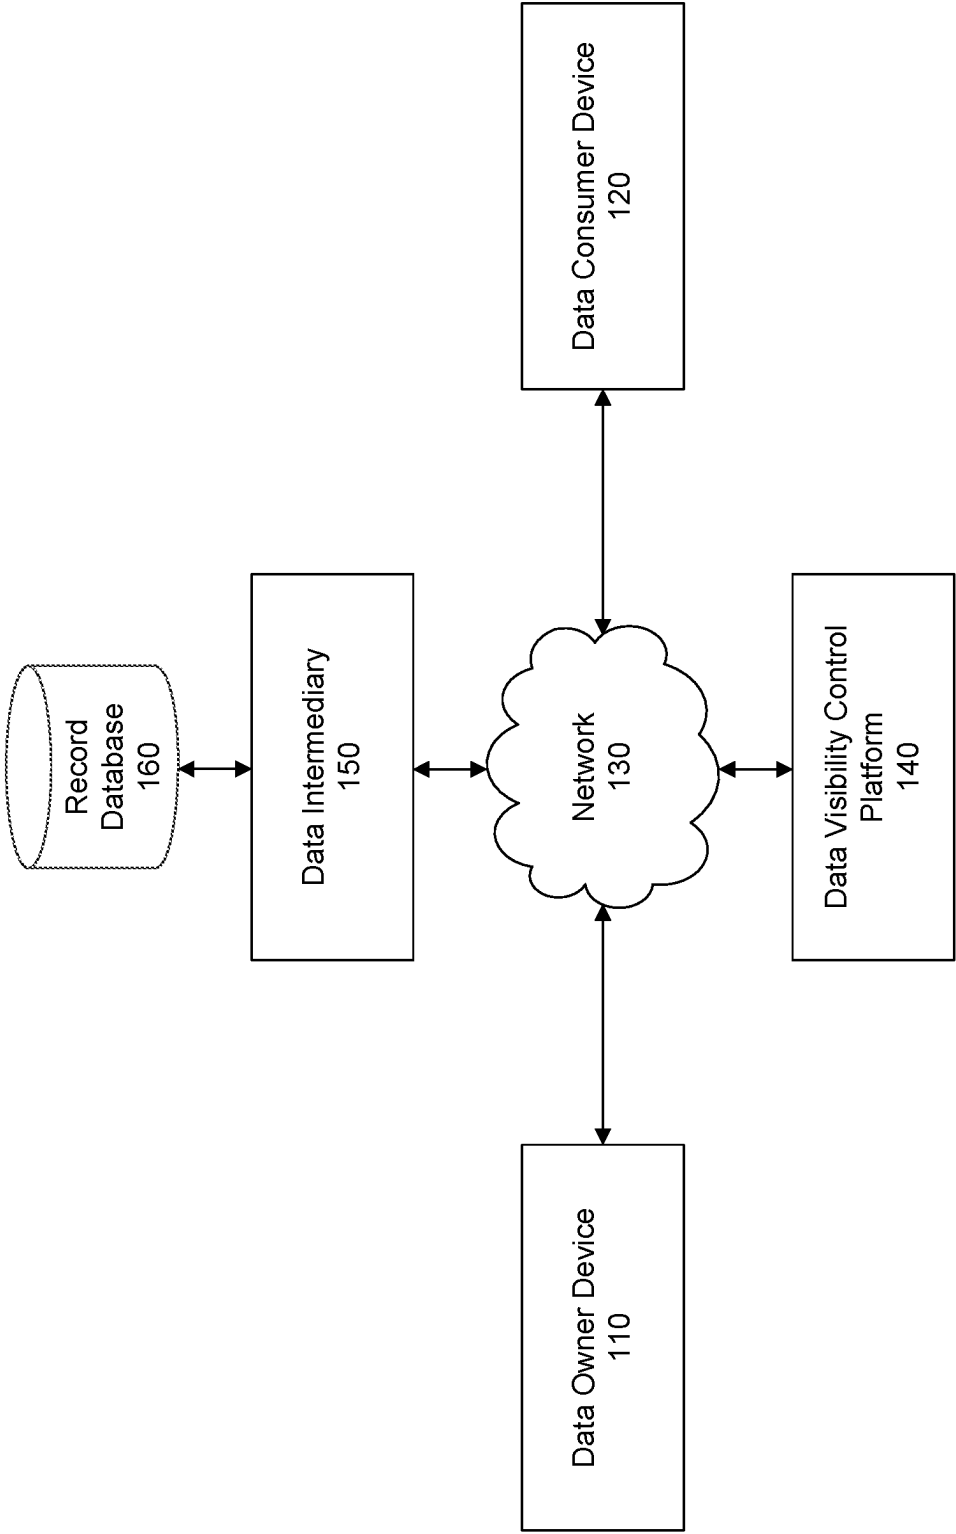 Record
Database
160
Data Intermediary
150
Data Owner Device
110
Network
130
Data Consumer Device
120
Data Visibility Control
Platform
140